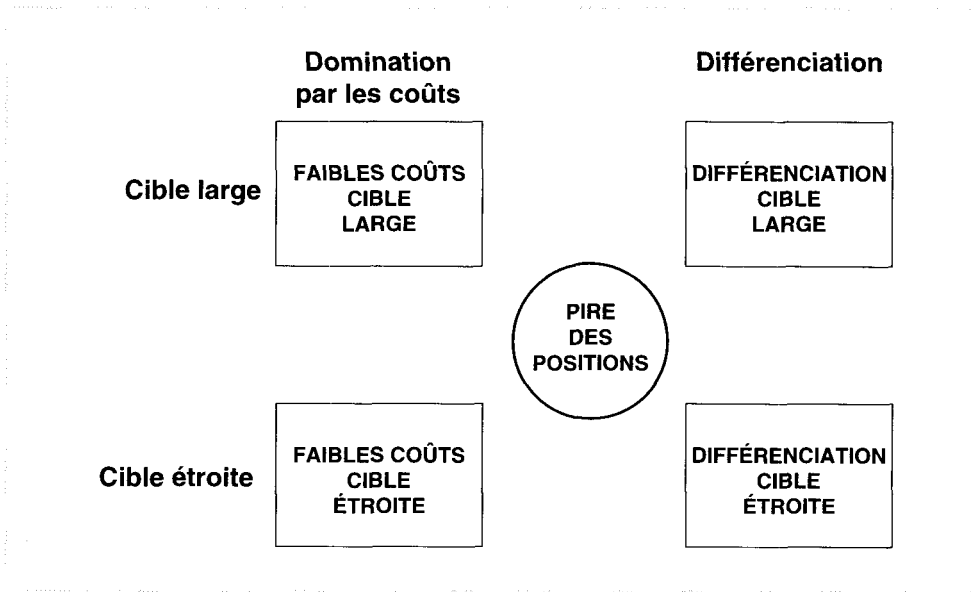 Domination
par les coûts
Différenciation
Cible large
FAIBLES COÛTS
CIBLE
LARGE
DIFFÉRENCIATION
CIBLE
LARGE
PIRE
DES
POSITIONS
Cible étroite
FAIBLES COÛTS
CIBLE
ÉTROITE
DIFFÉRENCIATION
CIBLE
ÉTROITE